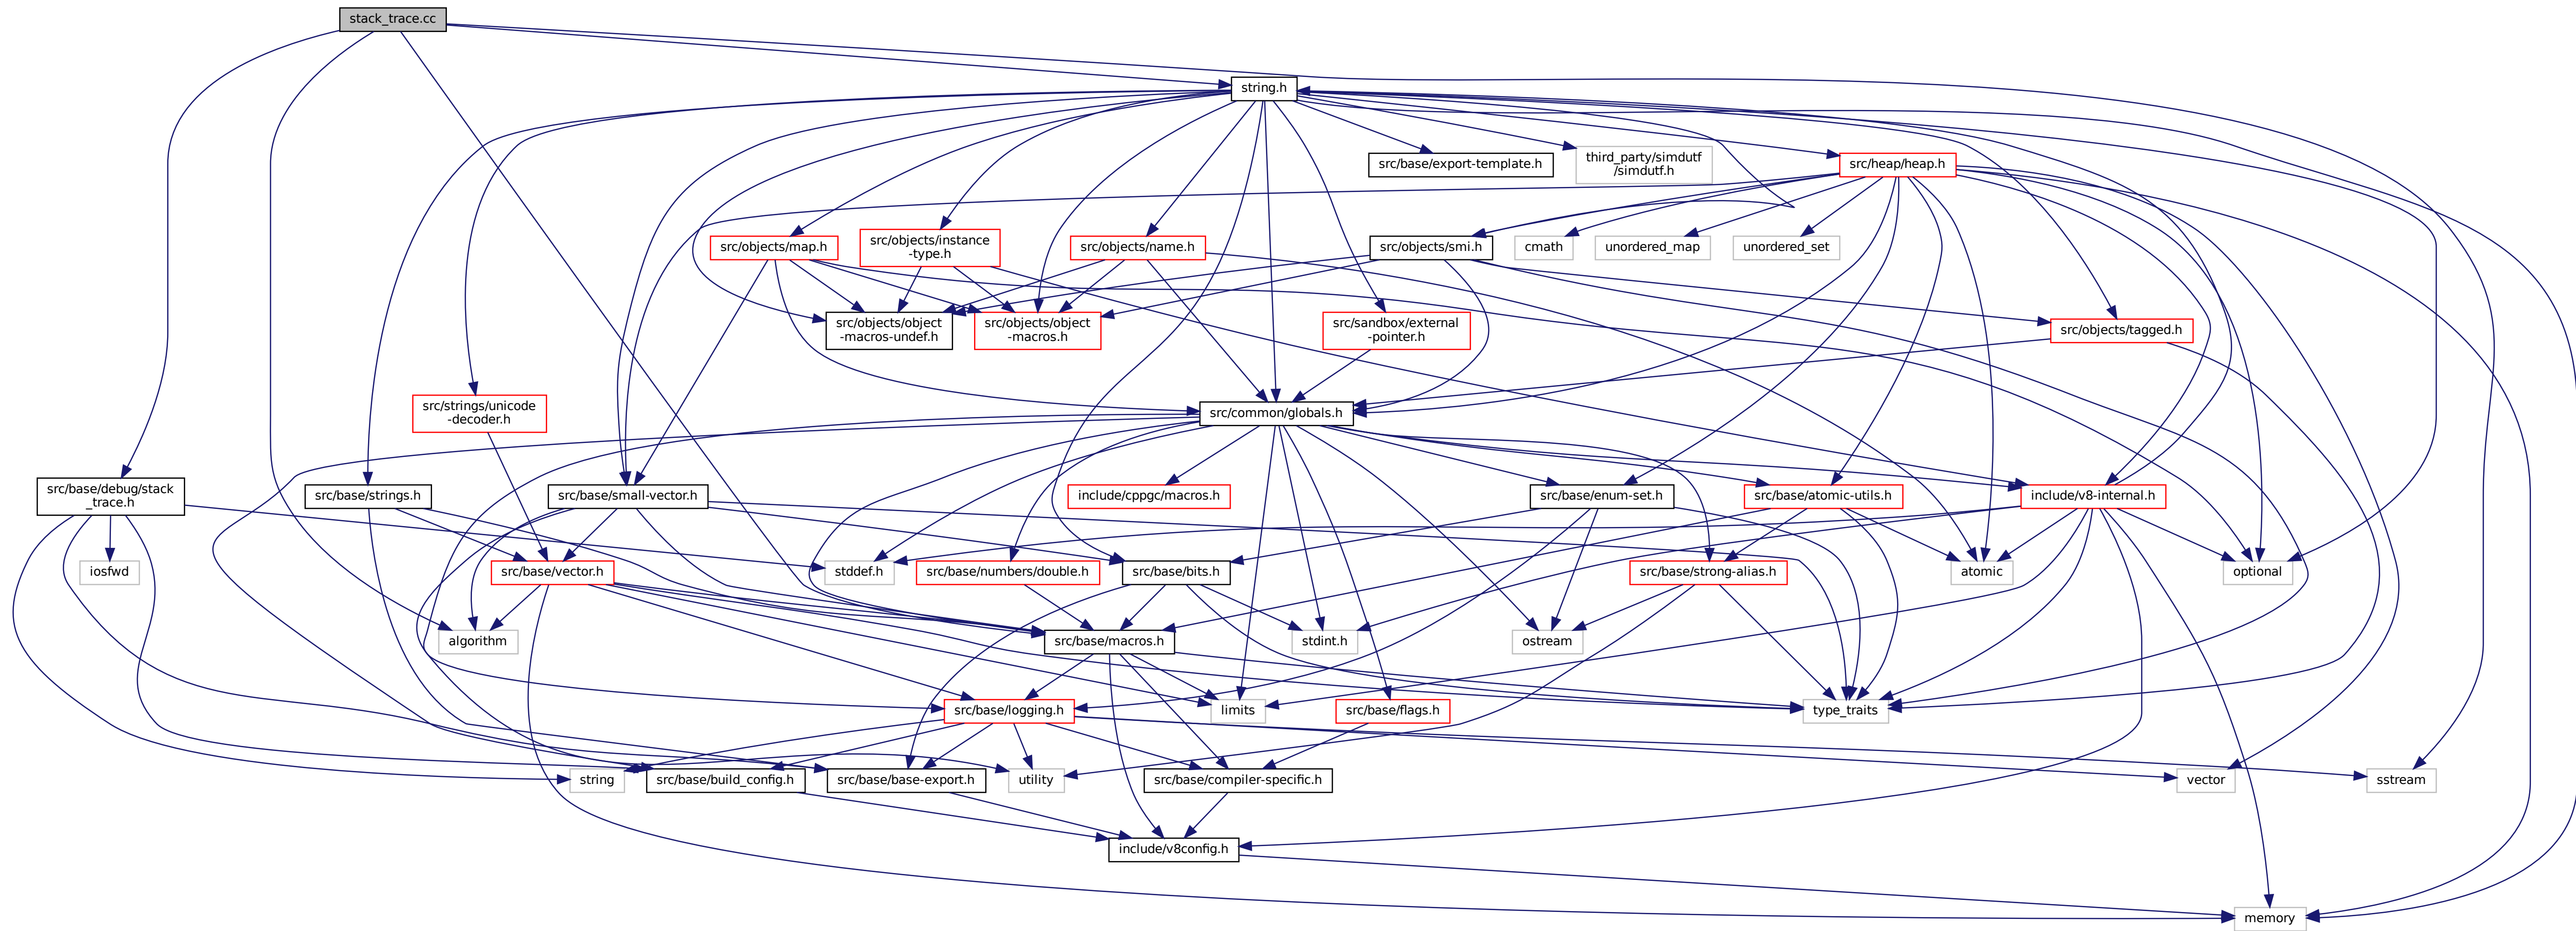 stack_trace.cc
string.h
src/base/export-template.h
third_party/simdutf
/simdutf.h
src/heap/heap.h
src/objects/map.h
src/objects/instance
-type.h
src/objects/name.h
src/objects/smi.h
cmath
unordered_map
unordered_set
src/objects/object
-macros-undef.h
src/objects/object
-macros.h
src/sandbox/external
-pointer.h
src/objects/tagged.h
src/strings/unicode
-decoder.h
src/common/globals.h
src/base/debug/stack
_trace.h
src/base/strings.h
src/base/small-vector.h
include/cppgc/macros.h
src/base/enum-set.h
src/base/atomic-utils.h
include/v8-internal.h
iosfwd
src/base/vector.h
stddef.h
src/base/numbers/double.h
src/base/bits.h
src/base/strong-alias.h
atomic
optional
algorithm
src/base/macros.h
stdint.h
ostream
src/base/logging.h
limits
src/base/flags.h
type_traits
string
src/base/build_config.h
src/base/base-export.h
utility
src/base/compiler-specific.h
vector
sstream
include/v8config.h
memory